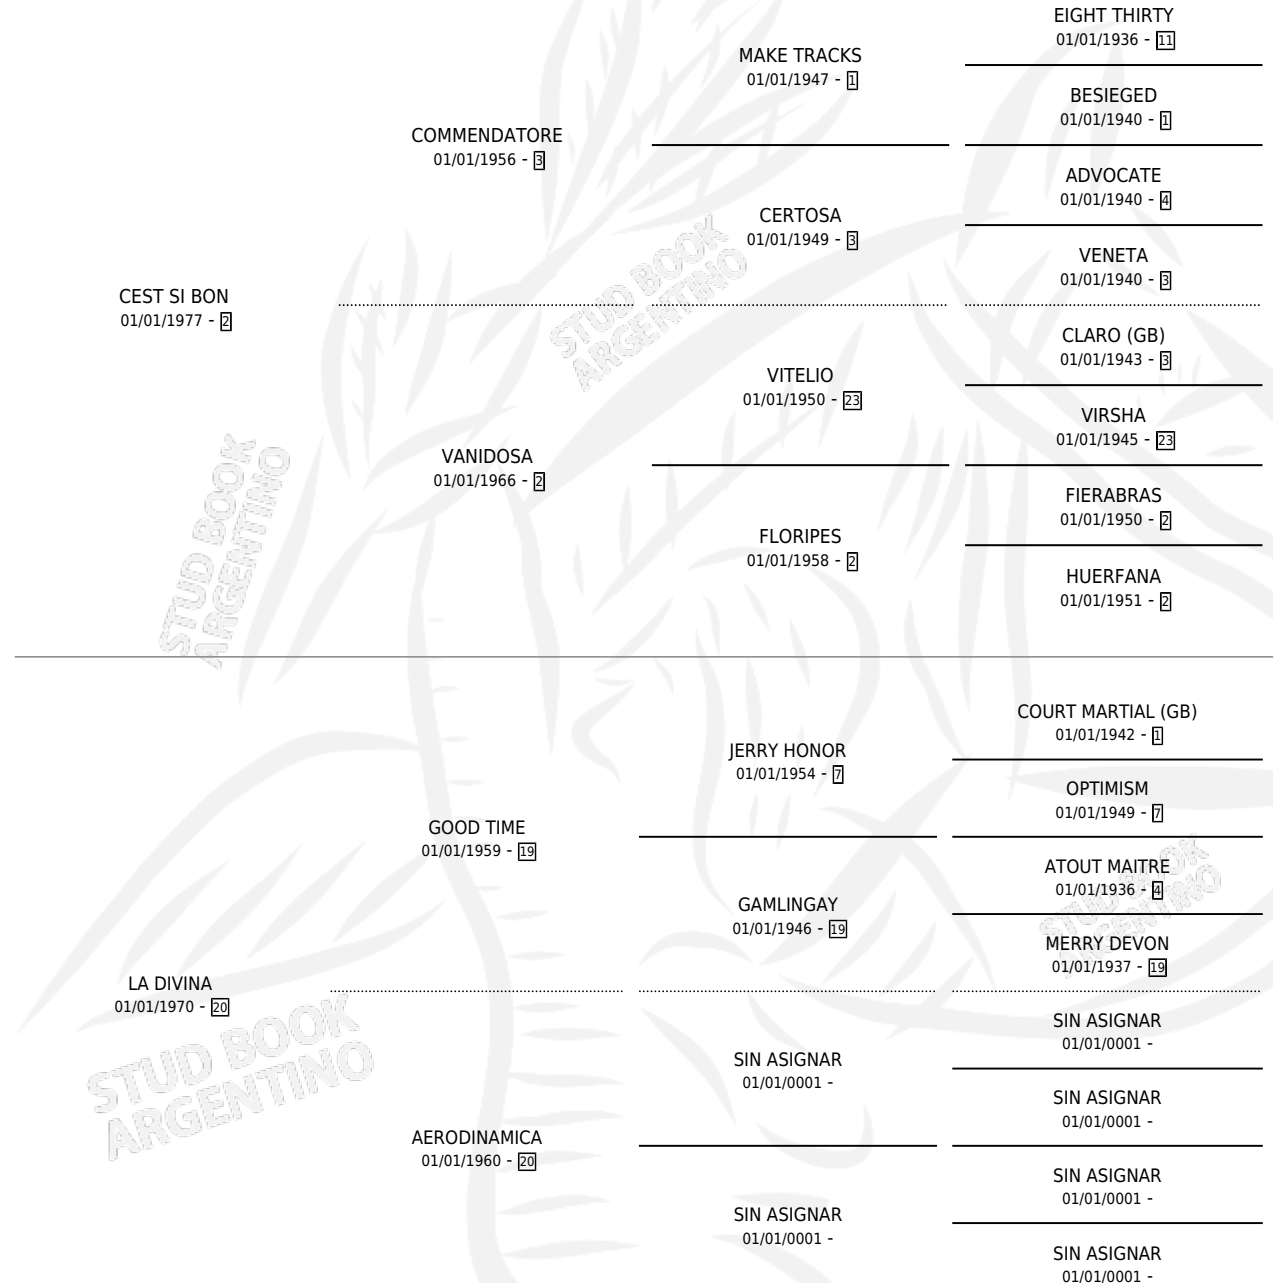 EIGHT THIRTY
01/01/1936 - 11
MAKE TRACKS
01/01/1947 - 1
BESIEGED
01/01/1940 - 1
COMMENDATORE
01/01/1956 - 3
ADVOCATE
01/01/1940 - 4
CERTOSA
01/01/1949 - 3
VENETA
01/01/1940 - 3
CEST SI BON
01/01/1977 - 2
CLARO (GB)
01/01/1943 - 3
VITELIO
01/01/1950 - 23
VIRSHA
01/01/1945 - 23
VANIDOSA
01/01/1966 - 2
FIERABRAS
01/01/1950 - 2
FLORIPES
01/01/1958 - 2
HUERFANA
01/01/1951 - 2
COURT MARTIAL (GB)
01/01/1942 - 1
JERRY HONOR
01/01/1954 - 7
OPTIMISM
01/01/1949 - 7
GOOD TIME
01/01/1959 - 19
ATOUT MAITRE
01/01/1936 - 4
GAMLINGAY
01/01/1946 - 19
MERRY DEVON
01/01/1937 - 19
LA DIVINA
01/01/1970 - 20
SIN ASIGNAR
01/01/0001 -
SIN ASIGNAR
01/01/0001 -
SIN ASIGNAR
01/01/0001 -
AERODINAMICA
01/01/1960 - 20
SIN ASIGNAR
01/01/0001 -
SIN ASIGNAR
01/01/0001 -
SIN ASIGNAR
01/01/0001 -
STUD BOOK
ARGENTINO
STUD BOOK
ARGENTINO
STUD BOOK
ARGENTINO
STUD BOOK
ARGENTINO